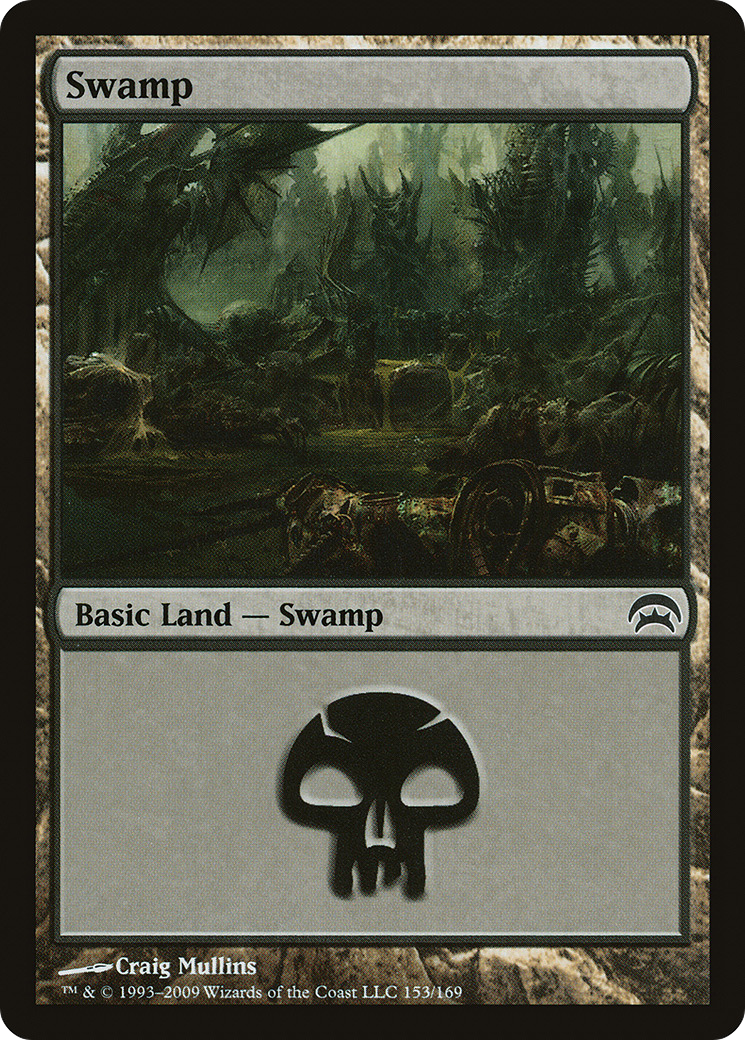 Swamp
Basic Land — Swamp
Craig Mullins
™ & © 1993–2009 Wizards of the Coast LLC 153/169